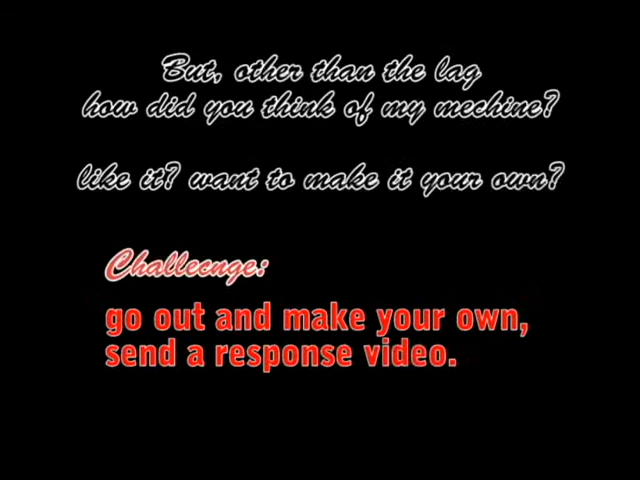 But, other than the lag
how did you think of my mechine?
like it? want to make it your own?
Challecnge:
go out and make your own,
send a response video.